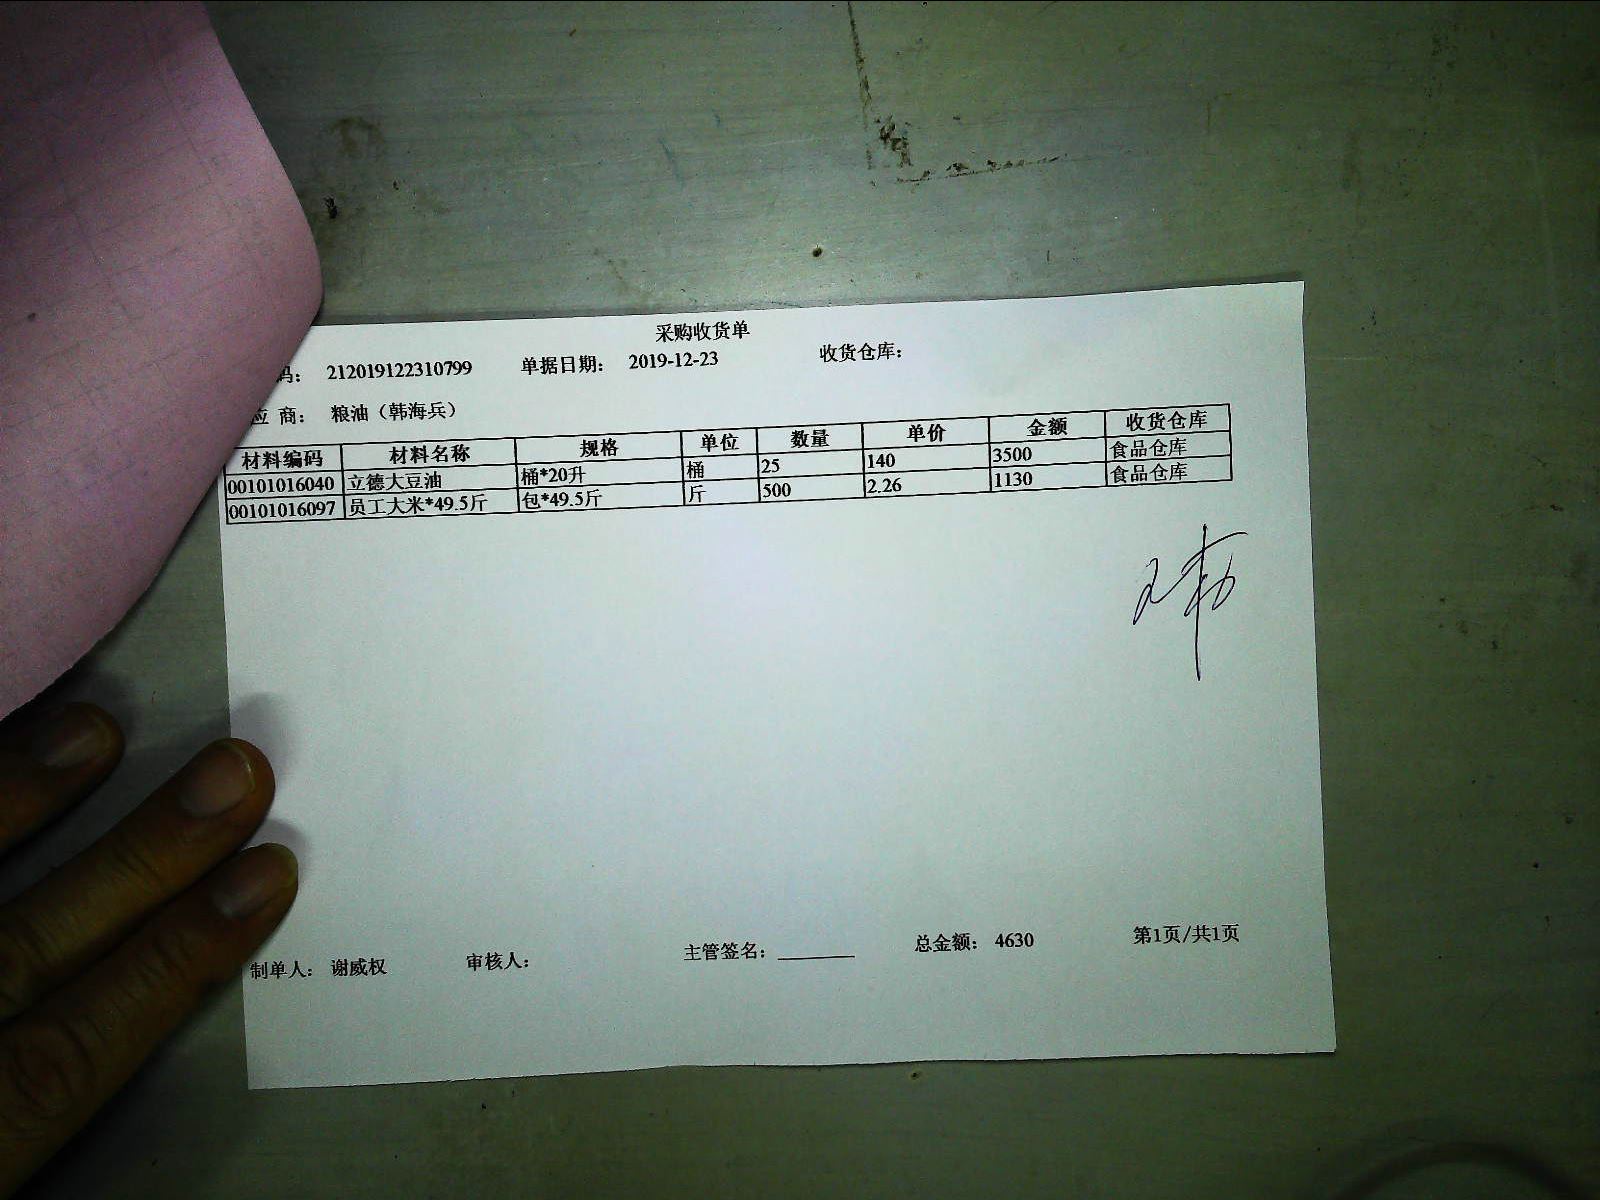 采购收货单
码： 212019122310799 单据日期： 2019-12-23 收货仓库：
应 商： 粮油（韩海兵）
材料编码 材料名称 规格 单位 数量 单价 金额 收货仓库
00101016040 立德大豆油 桶*20升 桶 25 140 3500 食品仓库
00101016097 员工大米*49.5斤 包*49.5斤 斤 500 2.26 1130 食品仓库
制单人： 谢威权 审核人： 主管签名：______ 总金额： 4630 第1页/共1页